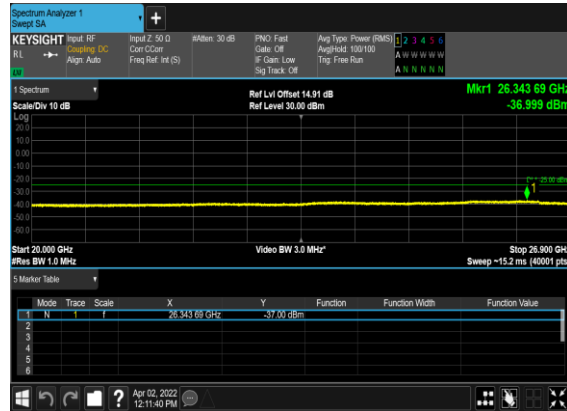 Spectrum Analyzer 1
Swept SA
+
KEYSIGHT Input: RF Input Z: 50 Ω #Atten: 30 dB PNO: Fast Avg Type: Power (RMS) 1 2 3 4 5 6
RL Coupling: DC Corr CCorr Gate: Off Avg|Hold: 100/100 A W W W W W
Align: Auto Freq Ref: Int (S) IF Gain: Low Trig: Free Run
Sig Track: Off A N N N N N
1 Spectrum
Ref Lvl Offset 14.91 dB Mkr1 26.343 69 GHz
Scale/Div 10 dB Ref Level 30.00 dBm -36.999 dBm
Log
20.0
10.0
0.00
-10.0
-20.0
-30.0
-40.0
-50.0
-60.0
-25.00 dBm
1
Start 20.000 GHz Video BW 3.0 MHz* Stop 26.900 GHz
#Res BW 1.0 MHz Sweep ~15.2 ms (40001 pts)
5 Marker Table
Mode Trace Scale X Y Function Function Width Function Value
1 N 1 f 26.343 69 GHz -37.00 dBm
2
3
4
5
6
?
Apr 02, 2022
12:11:40 PM